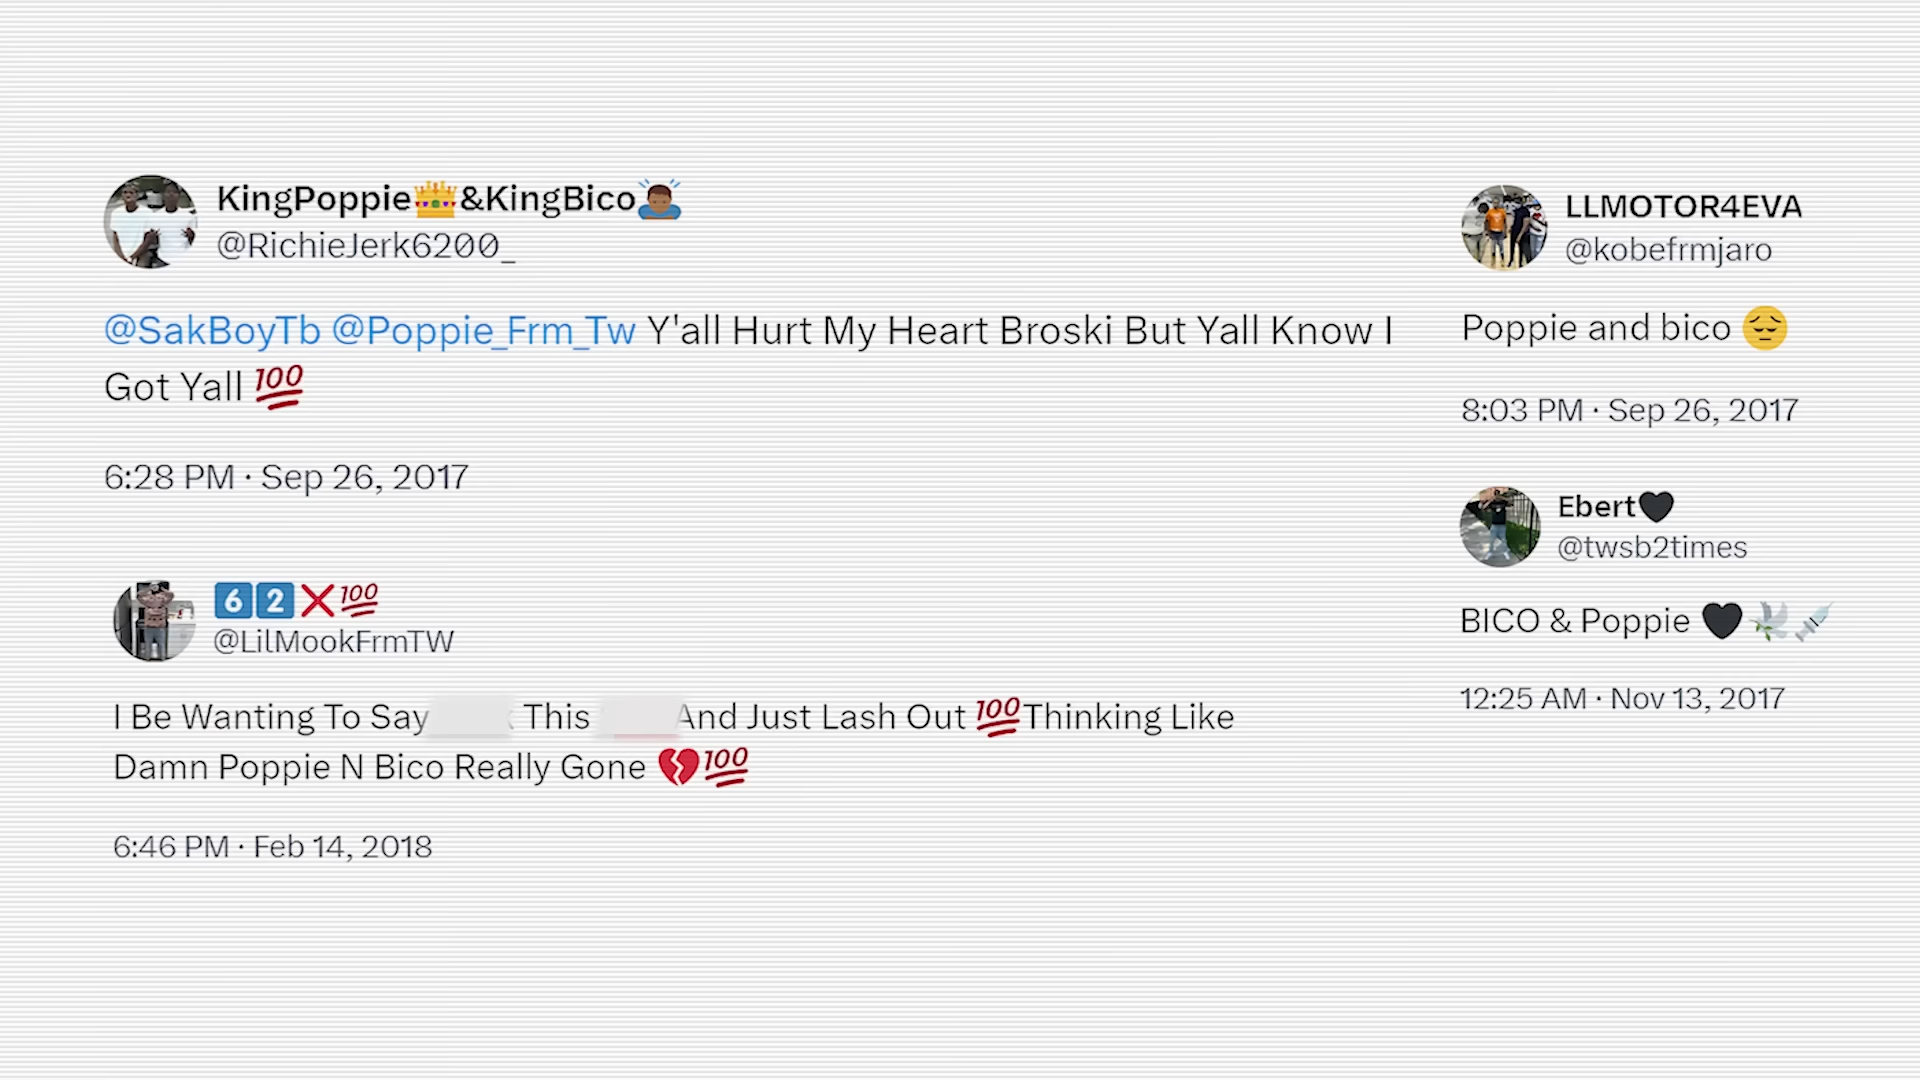 KingPoppie👑&KingBico🙇🏾‍♂️
@RichieJerk6200_
@SakBoyTb @Poppie_Frm_Tw Y'all Hurt My Heart Broski But Yall Know I
Got Yall 💯
6:28 PM · Sep 26, 2017
6️⃣2️⃣❌💯
@LilMookFrmTW
I Be Wanting To Say This And Just Lash Out 💯Thinking Like
Damn Poppie N Bico Really Gone 💔💯
6:46 PM · Feb 14, 2018
LLMOTOR4EVA
@kobefrmjaro
Poppie and bico 😔
8:03 PM · Sep 26, 2017
Ebert🖤
@twsb2times
BICO & Poppie 🖤🕊️💉
12:25 AM · Nov 13, 2017